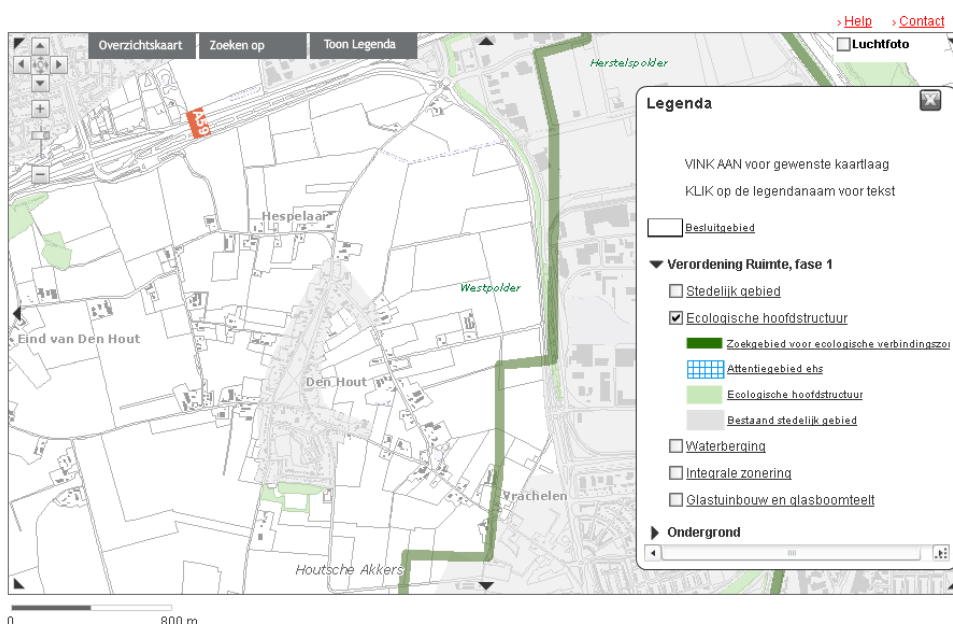 › Help › Contact
Overzichtskaart Zoeken op Toon Legenda
Luchtfoto
Herstelspolder
A59
Hespelaar
Westpolder
Eind van Den Hout
Den Hout
Vrachelen
Houtsche Akkers
Legenda
VINK AAN voor gewenste kaartlaag
KLIK op de legendanaam voor tekst
Besluitgebied
Verordening Ruimte, fase 1
Stedelijk gebied
Ecologische hoofdstructuur
Zoekgebied voor ecologische verbindingszo
Attentiegebied ehs
Ecologische hoofdstructuur
Bestaand stedelijk gebied
Waterberging
Integrale zonering
Glastuinbouw en glasboomteelt
Ondergrond
0 800 m